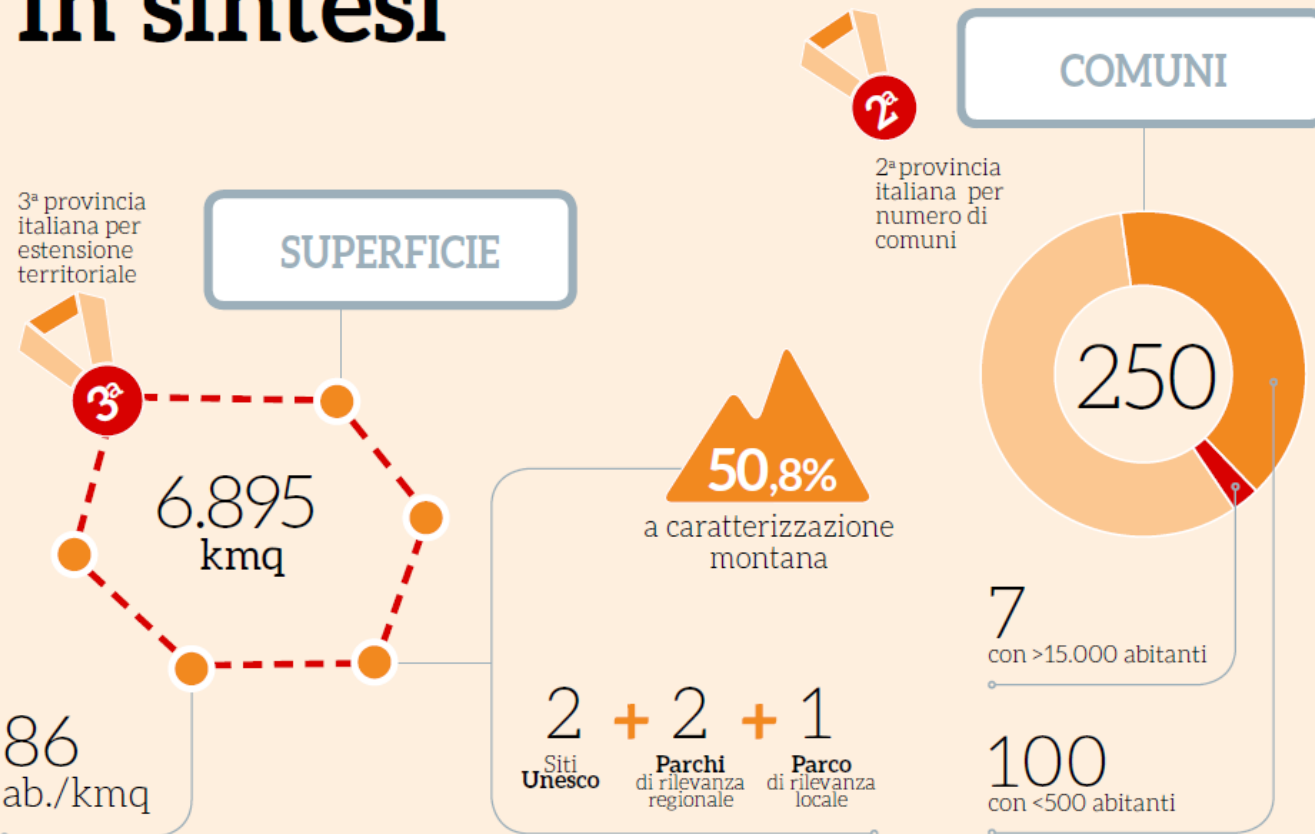 in sintesi
3ª provincia
italiana per
estensione
territoriale
3ª
SUPERFICIE
6.895
kmq
86
ab./kmq
50,8%
a caratterizzazione
montana
2 + 2 + 1
Siti
Unesco
Parchi
di rilevanza
regionale
Parco
di rilevanza
locale
2ª
2ª provincia
italiana per
numero di
comuni
COMUNI
250
7
con >15.000 abitanti
100
con <500 abitanti